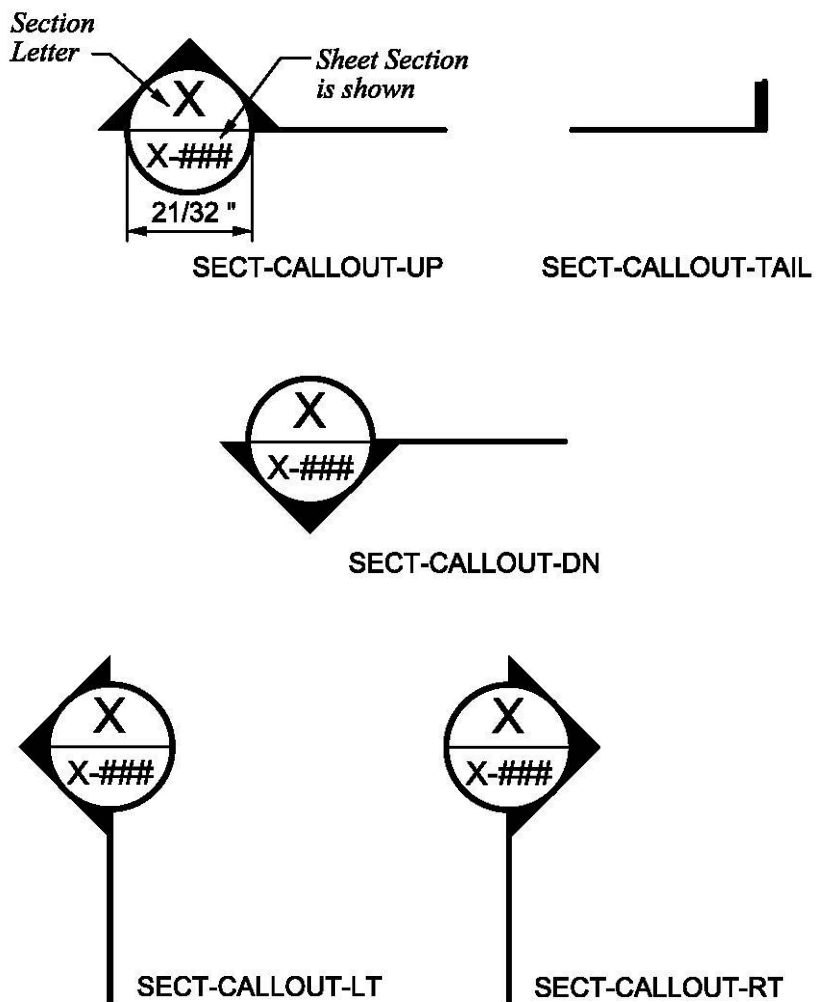 Section
Letter
Sheet Section
is shown
X
X-###
21/32 "
SECT-CALLOUT-UP
SECT-CALLOUT-TAIL
X
X-###
SECT-CALLOUT-DN
X
X-###
X
X-###
SECT-CALLOUT-LT
SECT-CALLOUT-RT